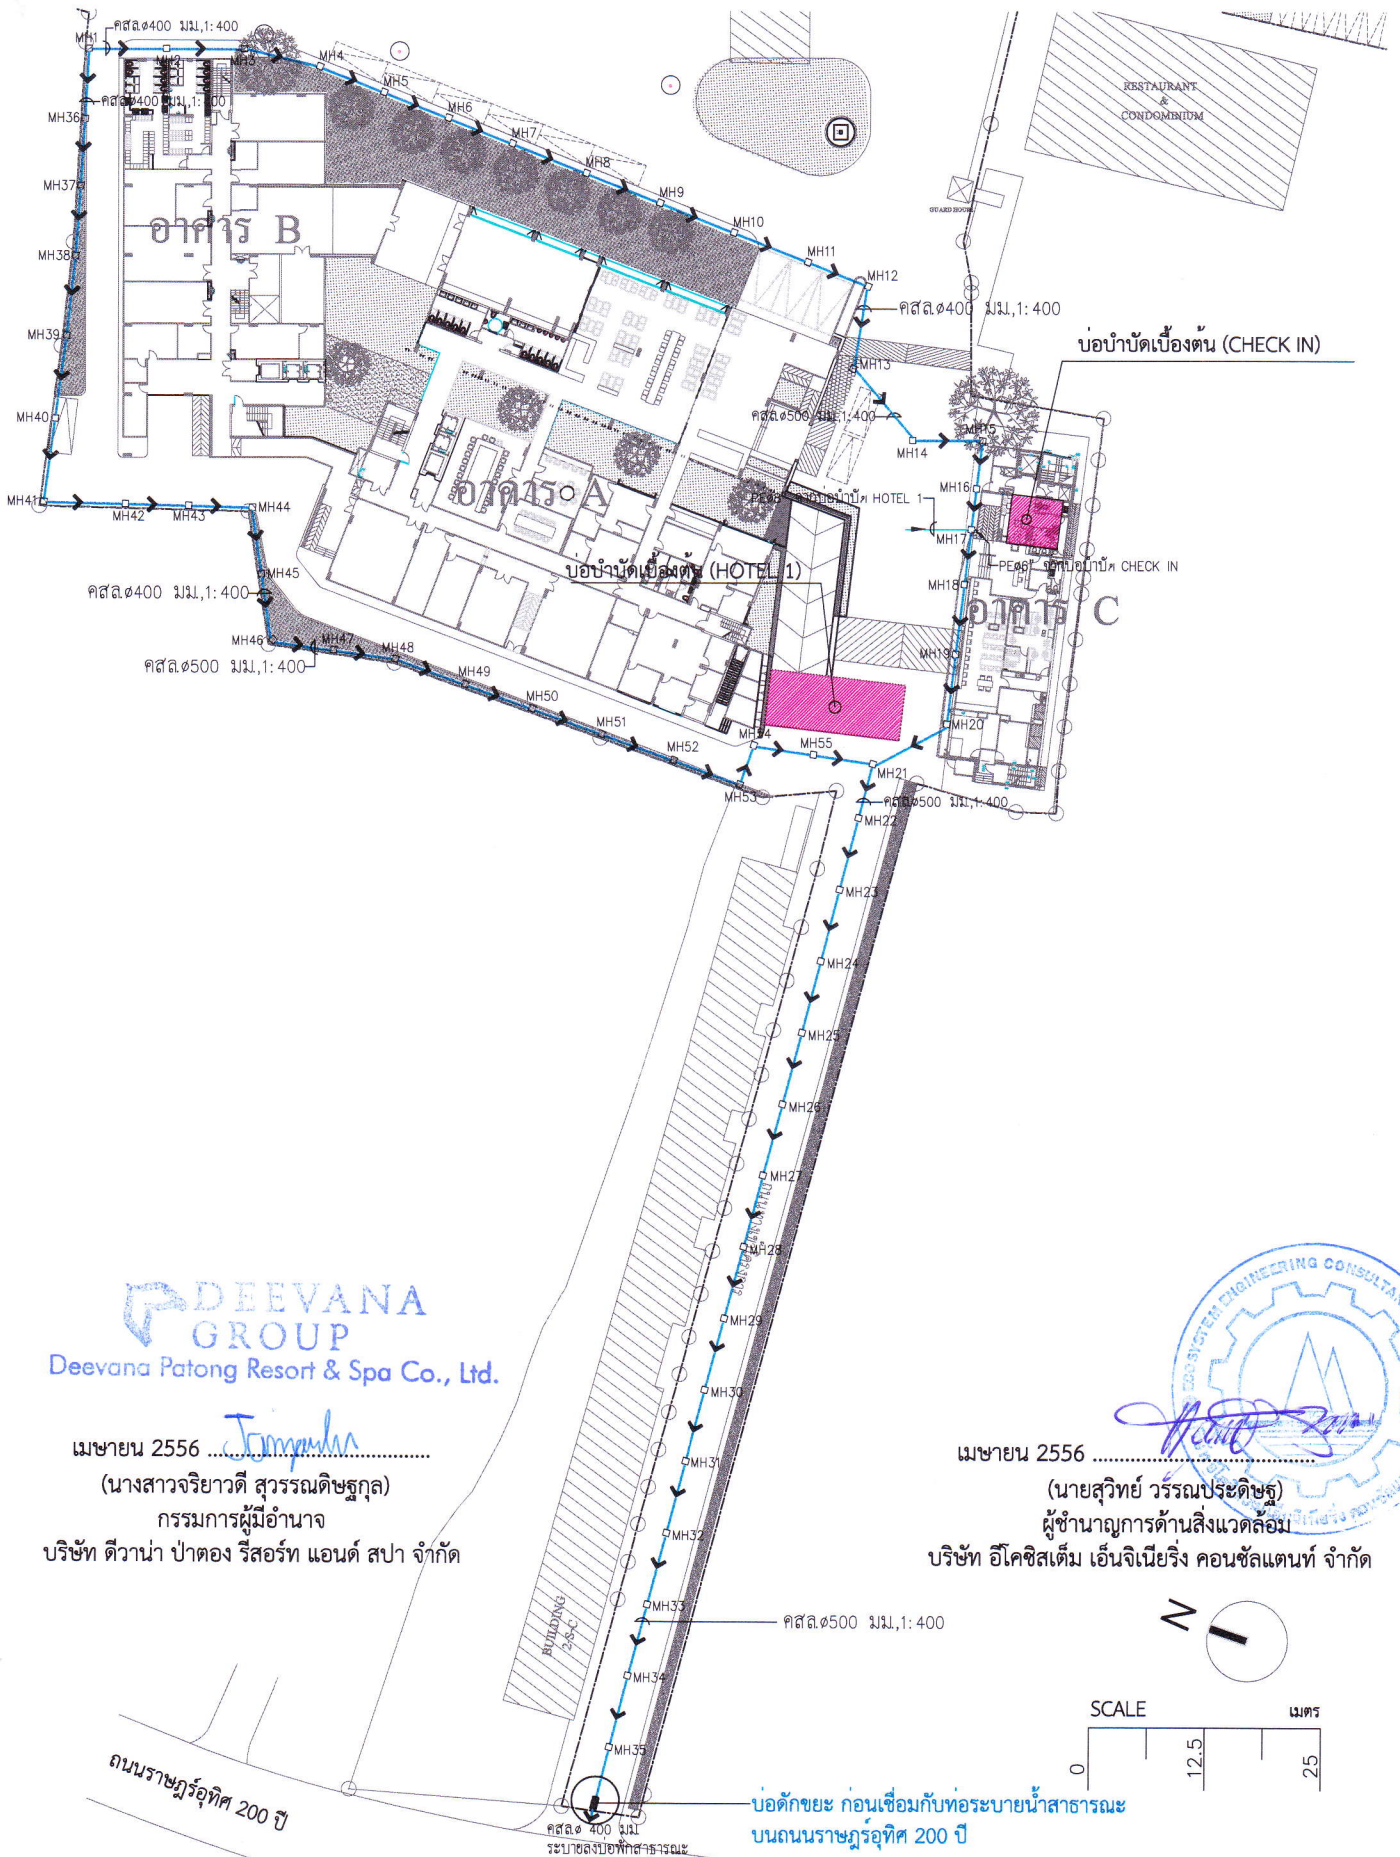 คสล.ø400 มม.,1:400
MH1
MH2
MH3
MH4
MH5
MH6
MH7
MH8
MH9
MH10
MH11
MH12
คสล.ø400 มม.,1:400
MH36
MH37
MH38
MH39
MH40
MH41
MH42
MH43
MH44
MH45
คสล.ø400 มม.,1:400
MH46
MH47
คสล.ø500 มม.,1:400
MH48
MH49
MH50
MH51
MH52
MH53
MH54
MH55
อาคาร B
อาคาร A
อาคาร C
RESTAURANT
&
CONDOMINIUM
GUARD HOUSE
คสล.ø400 มม.,1:400
บ่อบำบัดเบื้องต้น (CHECK IN)
MH13
คสล.ø500 มม.,1:400
MH14
MH15
MH16
PEø8" จากบ่อบำบัด HOTEL 1
MH17
PEø6" จากบ่อบำบัด CHECK IN
MH18
บ่อบำบัดเบื้องต้น (HOTEL 1)
MH19
MH20
MH21
คสล.ø500 มม.,1:400
MH22
MH23
MH24
MH25
MH26
MH27
MH28
MH29
MH30
MH31
MH32
MH33
คสล.ø500 มม.,1:400
MH34
MH35
BUILDING
2-S-C
DEEVANA
GROUP
Deevana Patong Resort & Spa Co., Ltd.
เมษายน 2556 ...............................
(นางสาวจริยาวดี สุวรรณดิษฐกุล)
กรรมการผู้มีอำนาจ
บริษัท ดีวาน่า ป่าตอง รีสอร์ท แอนด์ สปา จำกัด
ECOSYSTEM ENGINEERING CONSULTANT
เมษายน 2556 ...............................
(นายสุวิทย์ วรรณประดิษฐ)
ผู้ชำนาญการด้านสิ่งแวดล้อม
บริษัท อีโคซิสเต็ม เอ็นจิเนียริ่ง คอนซัลแตนท์ จำกัด
N
SCALE เมตร
0 12.5 25
ถนนราษฎร์อุทิศ 200 ปี
บ่อดักขยะ ก่อนเชื่อมกับท่อระบายน้ำสาธารณะ
บนถนนราษฎร์อุทิศ 200 ปี
คสล.ø 400 มม
ระบายลงบ่อพักสาธารณะ